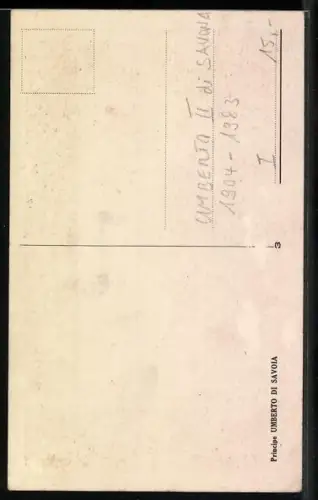 UMBERTO II di SAVOIA
1904 - 1983
I 15,-
3
Principe UMBERTO DI SAVOIA